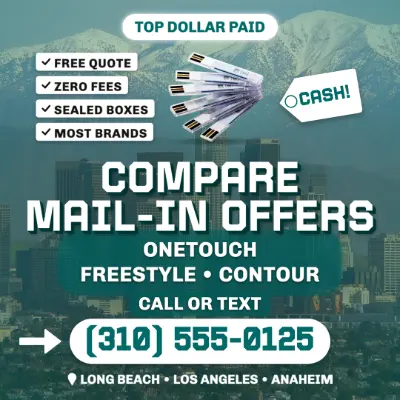 TOP DOLLAR PAID
✓ FREE QUOTE
✓ ZERO FEES
✓ SEALED BOXES
✓ MOST BRANDS
CASH!
COMPARE
MAIL-IN OFFERS
ONETOUCH
FREESTYLE • CONTOUR
CALL OR TEXT
(310) 555-0125
LONG BEACH • LOS ANGELES • ANAHEIM